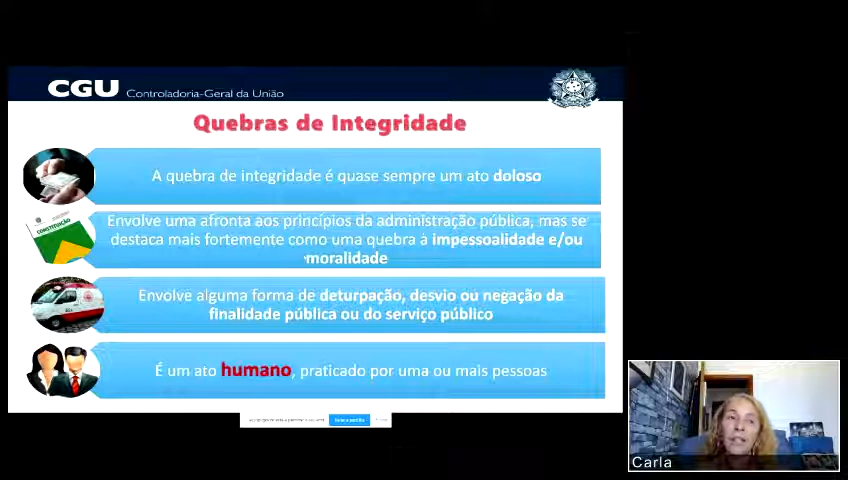 CGU Controladoria-Geral da União
Quebras de Integridade
A quebra de integridade é quase sempre um ato doloso
CONSTITUIÇÃO
Envolve uma afronta aos princípios da administração pública, mas se
destaca mais fortemente como uma quebra à impessoalidade e/ou
moralidade
Envolve alguma forma de deturpação, desvio ou negação da
finalidade pública ou do serviço público
É um ato humano, praticado por uma ou mais pessoas
Carla